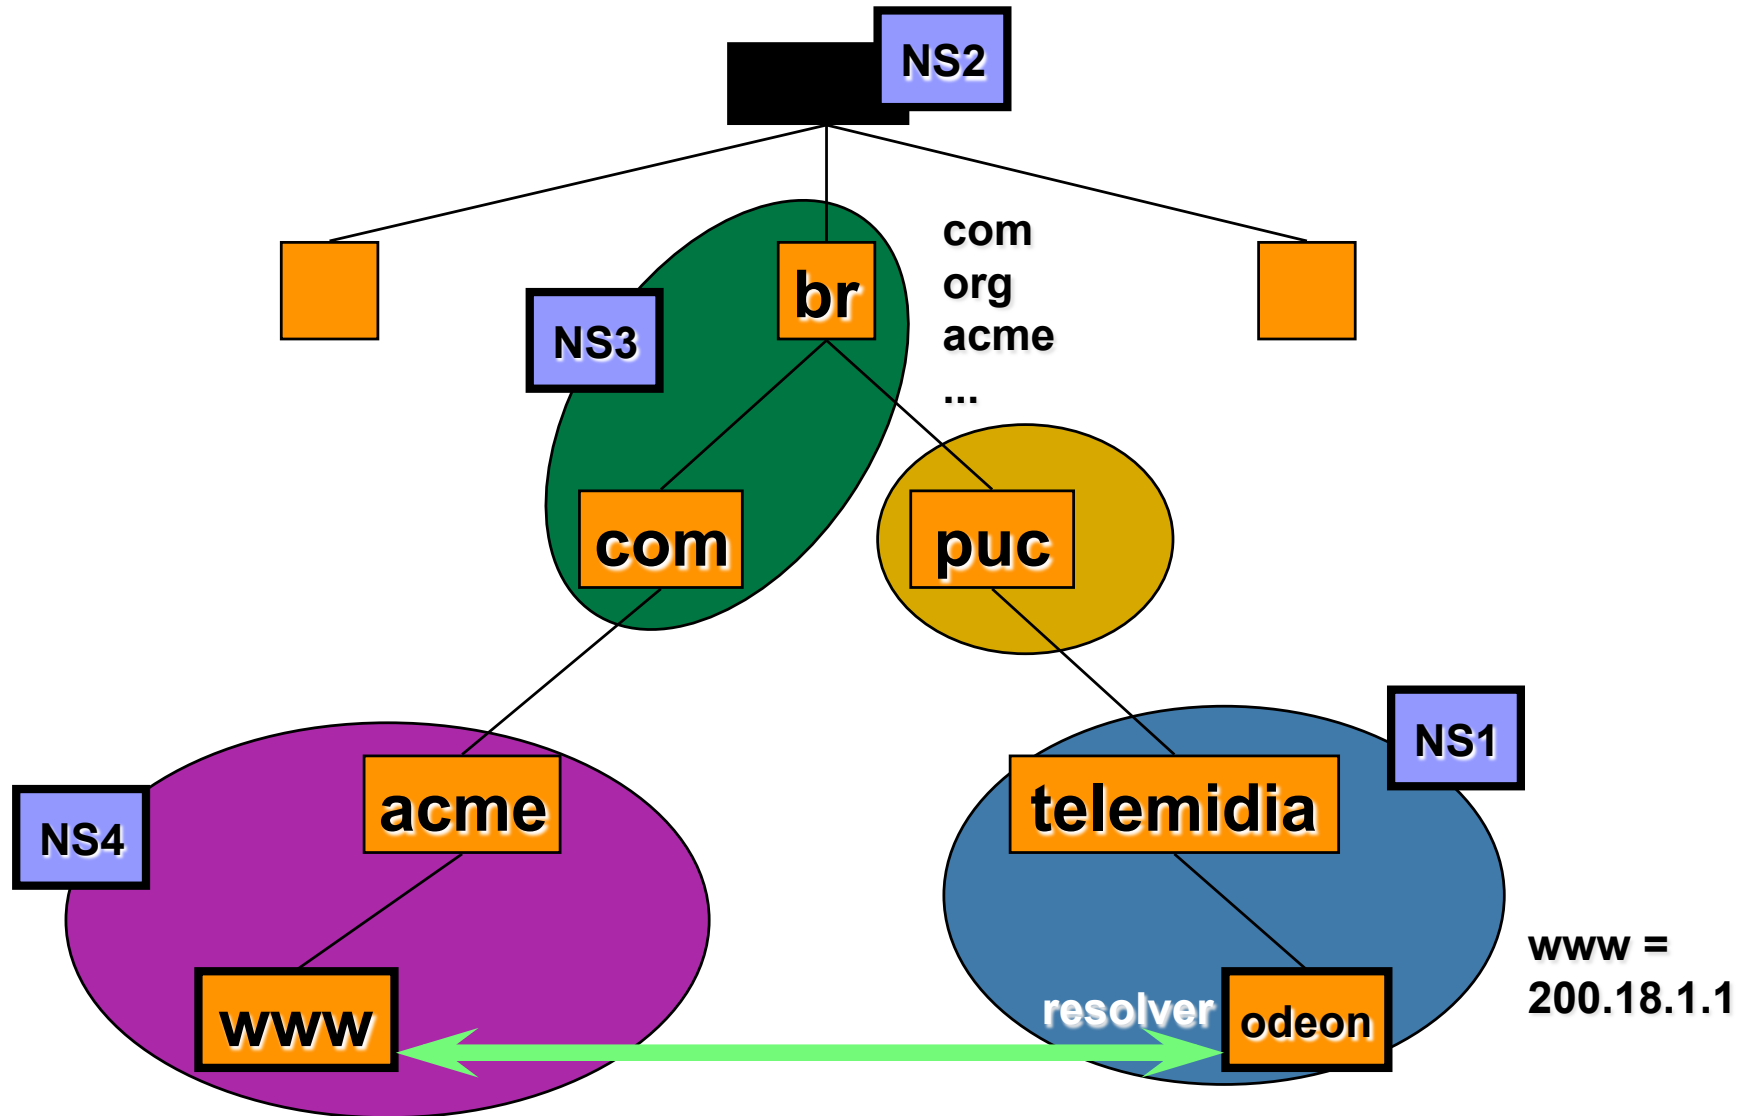 NS2
com
org
acme
...
br
NS3
com
puc
NS1
acme
telemidia
NS4
www =
200.18.1.1
resolver
www
odeon